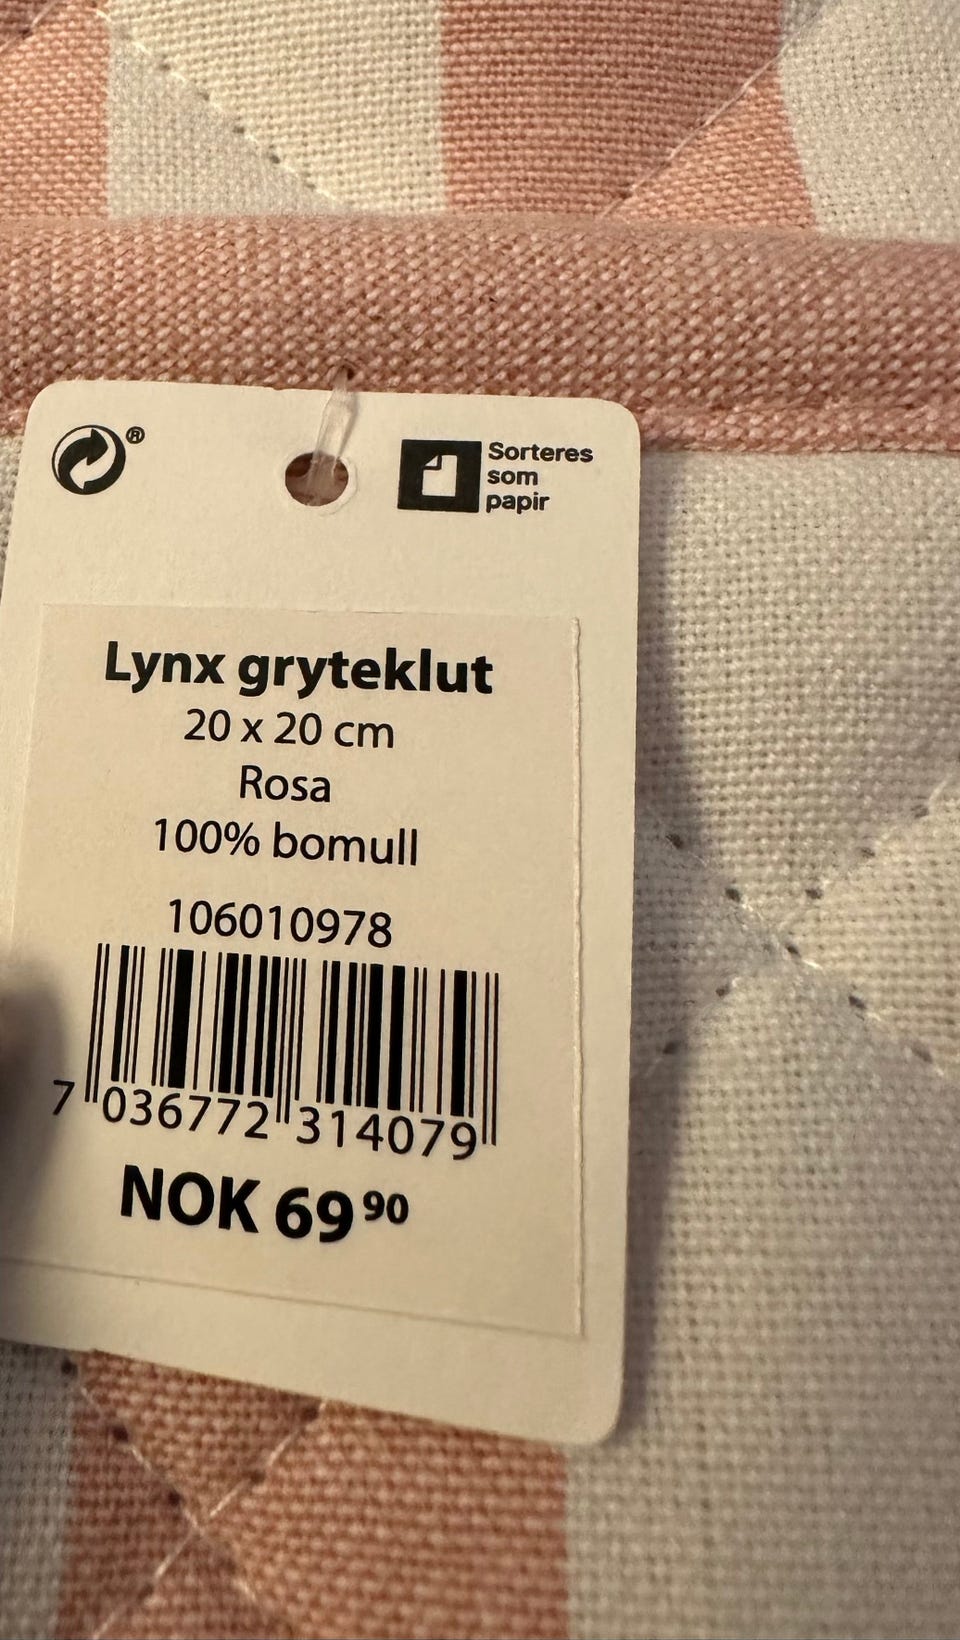 ®
Sorteres
som
papir
Lynx gryteklut
20 x 20 cm
Rosa
100% bomull
106010978
7 036772 314079
NOK 69 90